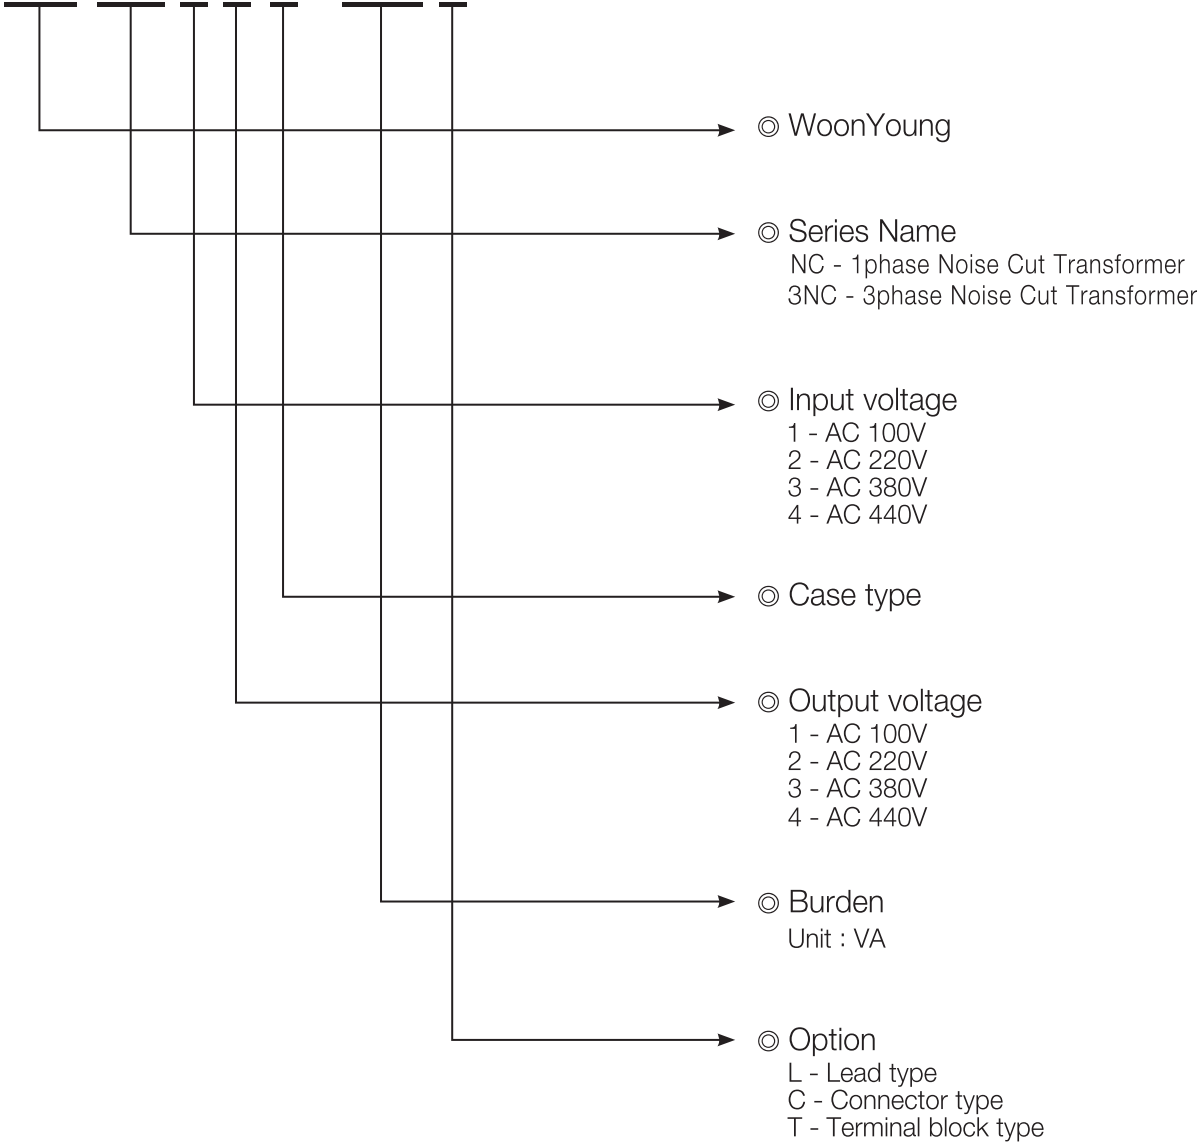 ◎ WoonYoung
◎ Series Name
NC - 1phase Noise Cut Transformer
3NC - 3phase Noise Cut Transformer
◎ Input voltage
1 - AC 100V
2 - AC 220V
3 - AC 380V
4 - AC 440V
◎ Case type
◎ Output voltage
1 - AC 100V
2 - AC 220V
3 - AC 380V
4 - AC 440V
◎ Burden
Unit : VA
◎ Option
L - Lead type
C - Connector type
T - Terminal block type